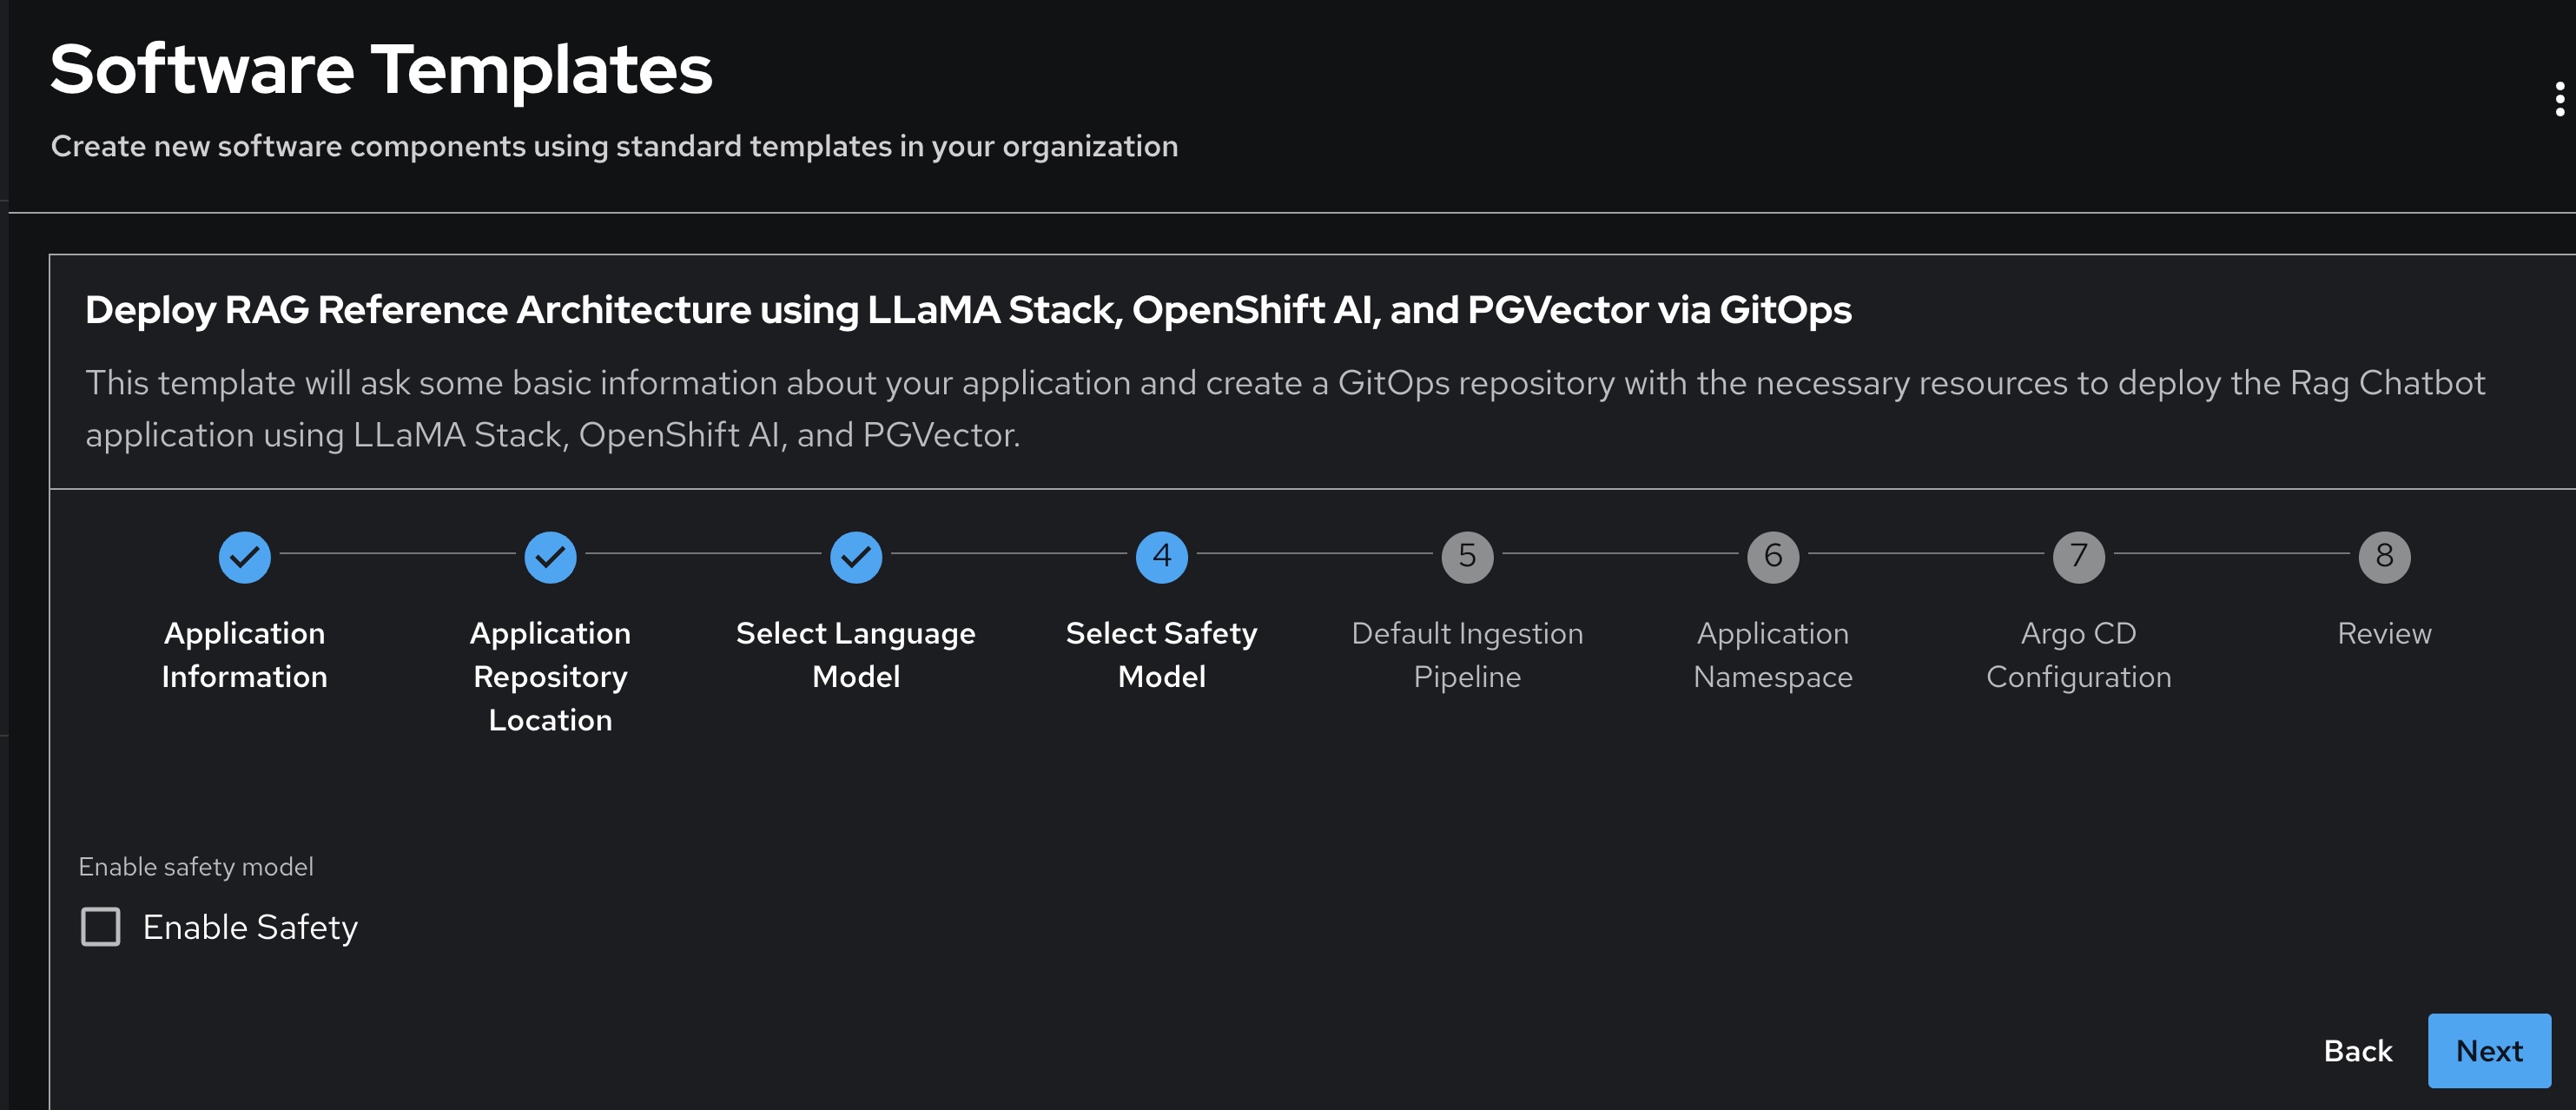 Software Templates
Create new software components using standard templates in your organization
Deploy RAG Reference Architecture using LLaMA Stack, OpenShift AI, and PGVector via GitOps
This template will ask some basic information about your application and create a GitOps repository with the necessary resources to deploy the Rag Chatbot
application using LLaMA Stack, OpenShift AI, and PGVector.
4
5
6
7
8
Application
Information
Application
Repository
Location
Select Language
Model
Select Safety
Model
Default Ingestion
Pipeline
Application
Namespace
Argo CD
Configuration
Review
Enable safety model
Enable Safety
Back
Next